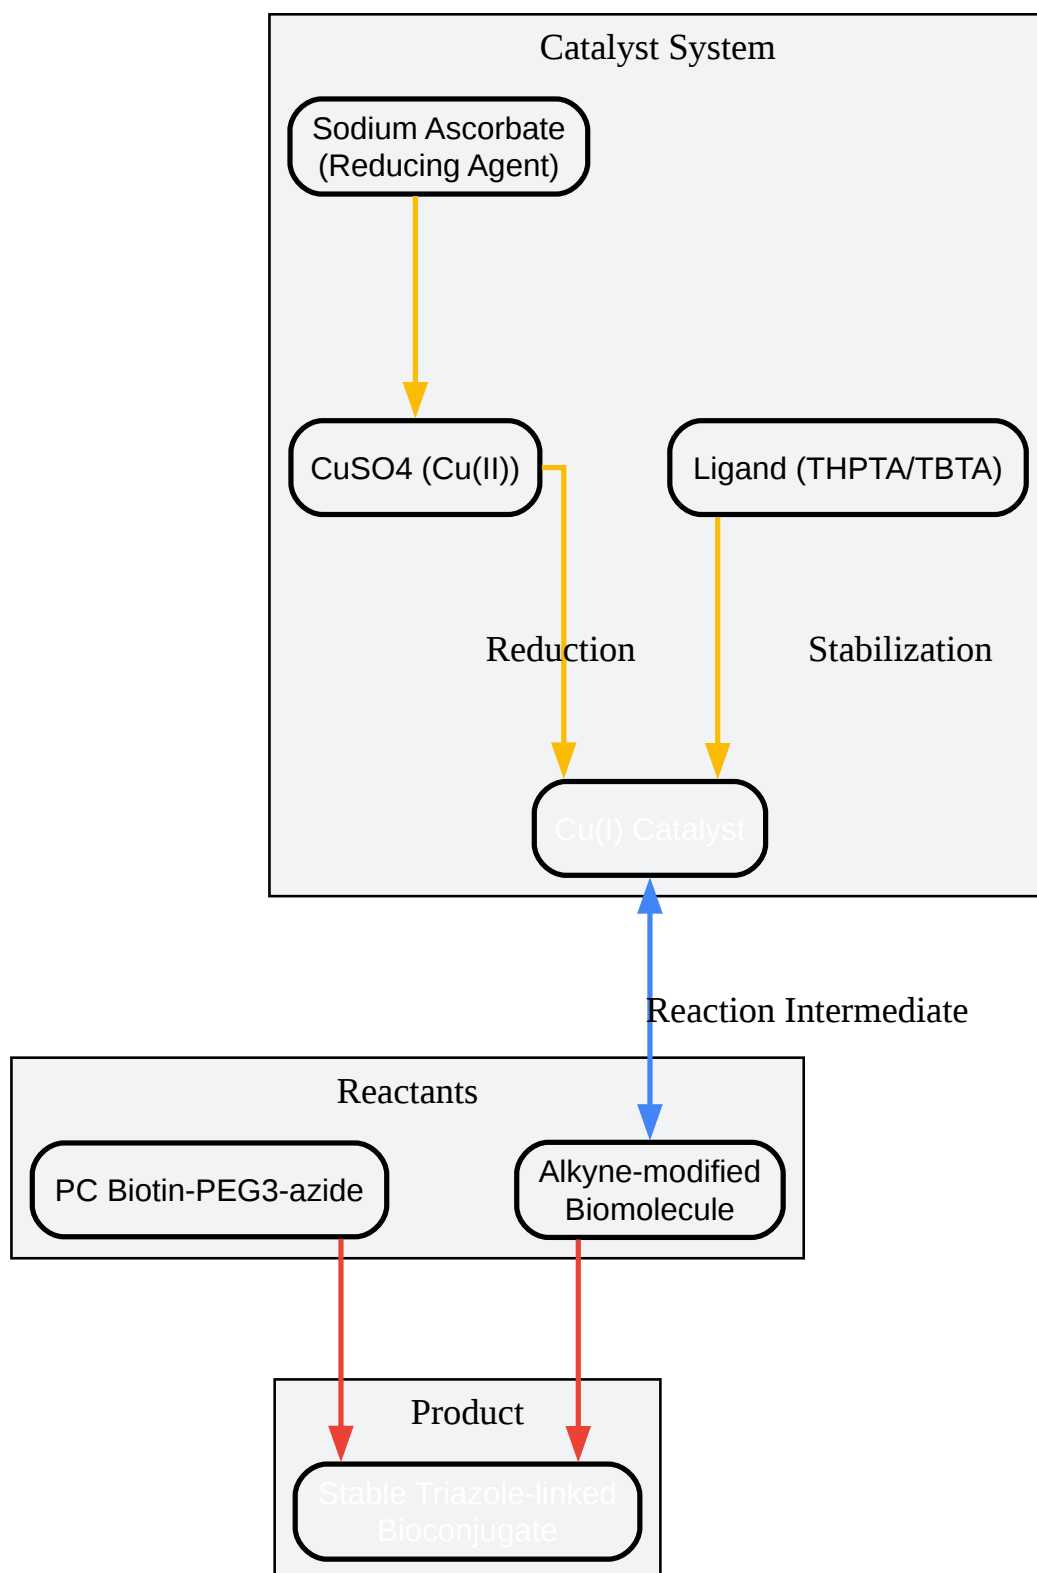 Catalyst System
Sodium Ascorbate
(Reducing Agent)
CuSO4 (Cu(II))
Ligand (THPTA/TBTA)
Reduction
Stabilization
Cu(I) Catalyst
Reaction Intermediate
Reactants
PC Biotin-PEG3-azide
Alkyne-modified
Biomolecule
Product
Stable Triazole-linked
Bioconjugate